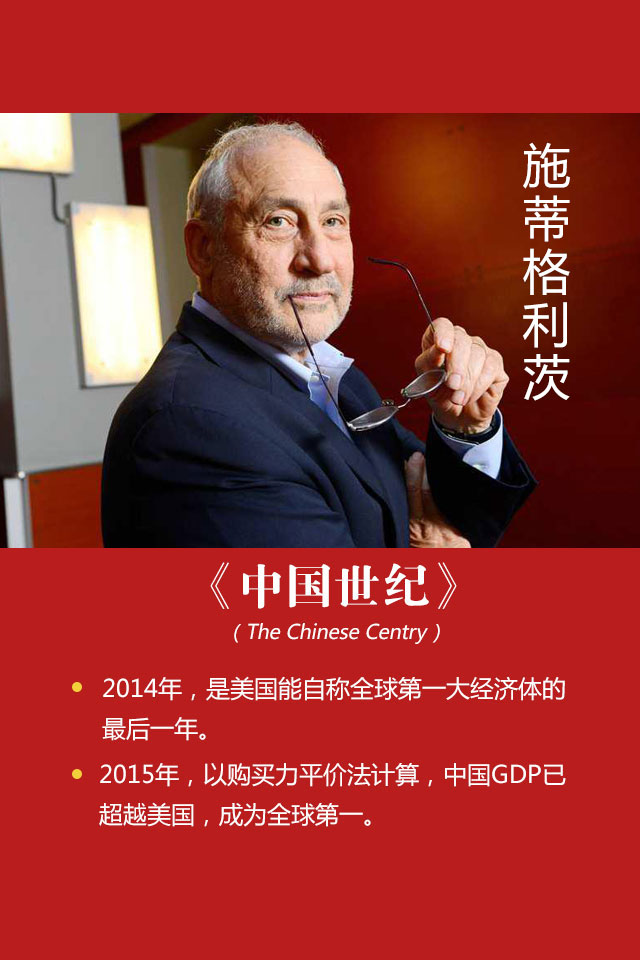 施蒂格利茨
《中国世纪》
（The Chinese Centry）
• 2014年，是美国能自称全球第一大经济体的
最后一年。
• 2015年，以购买力平价法计算，中国GDP已
超越美国，成为全球第一。